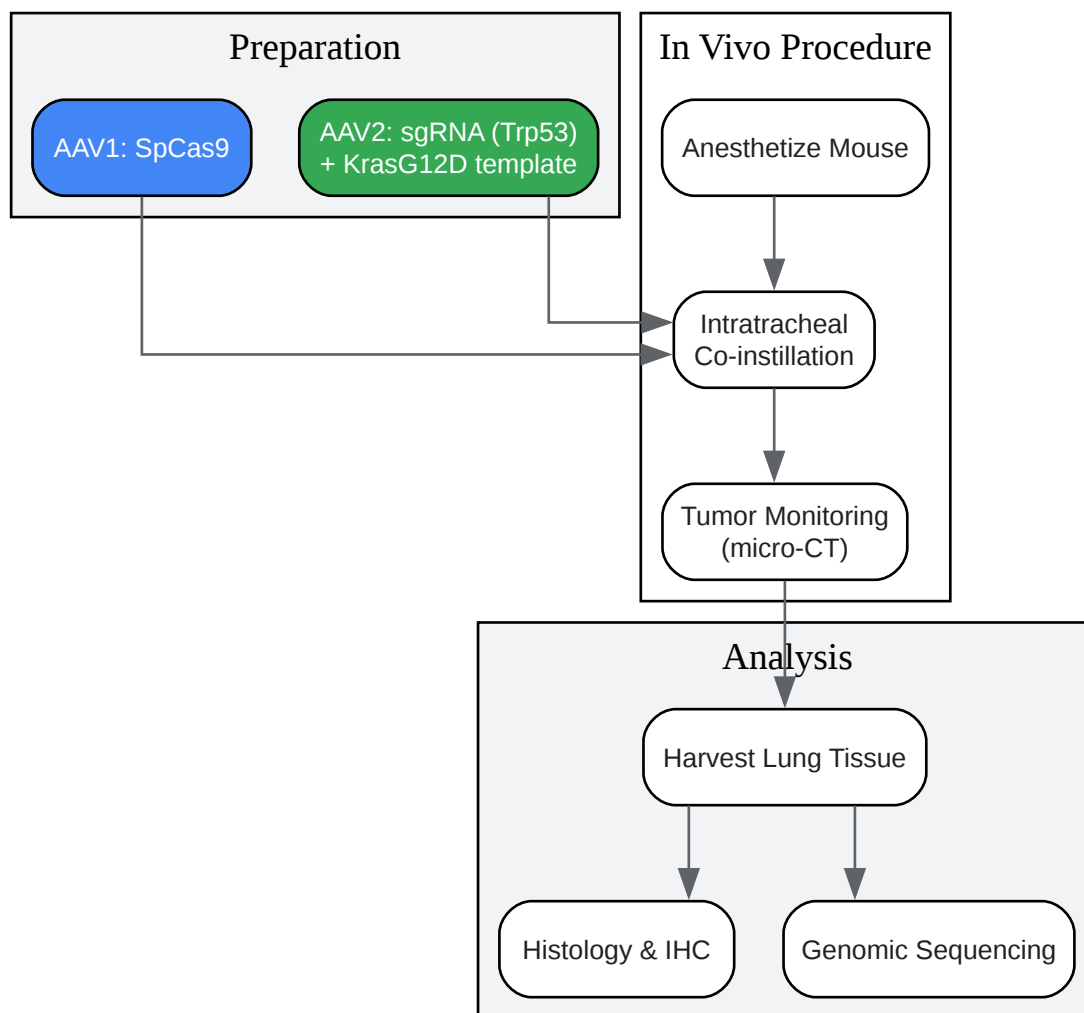 Preparation
AAV1: SpCas9
AAV2: sgRNA (Trp53)
+ KrasG12D template
In Vivo Procedure
Anesthetize Mouse
Intratracheal
Co-instillation
Tumor Monitoring
(micro-CT)
Analysis
Harvest Lung Tissue
Histology & IHC
Genomic Sequencing